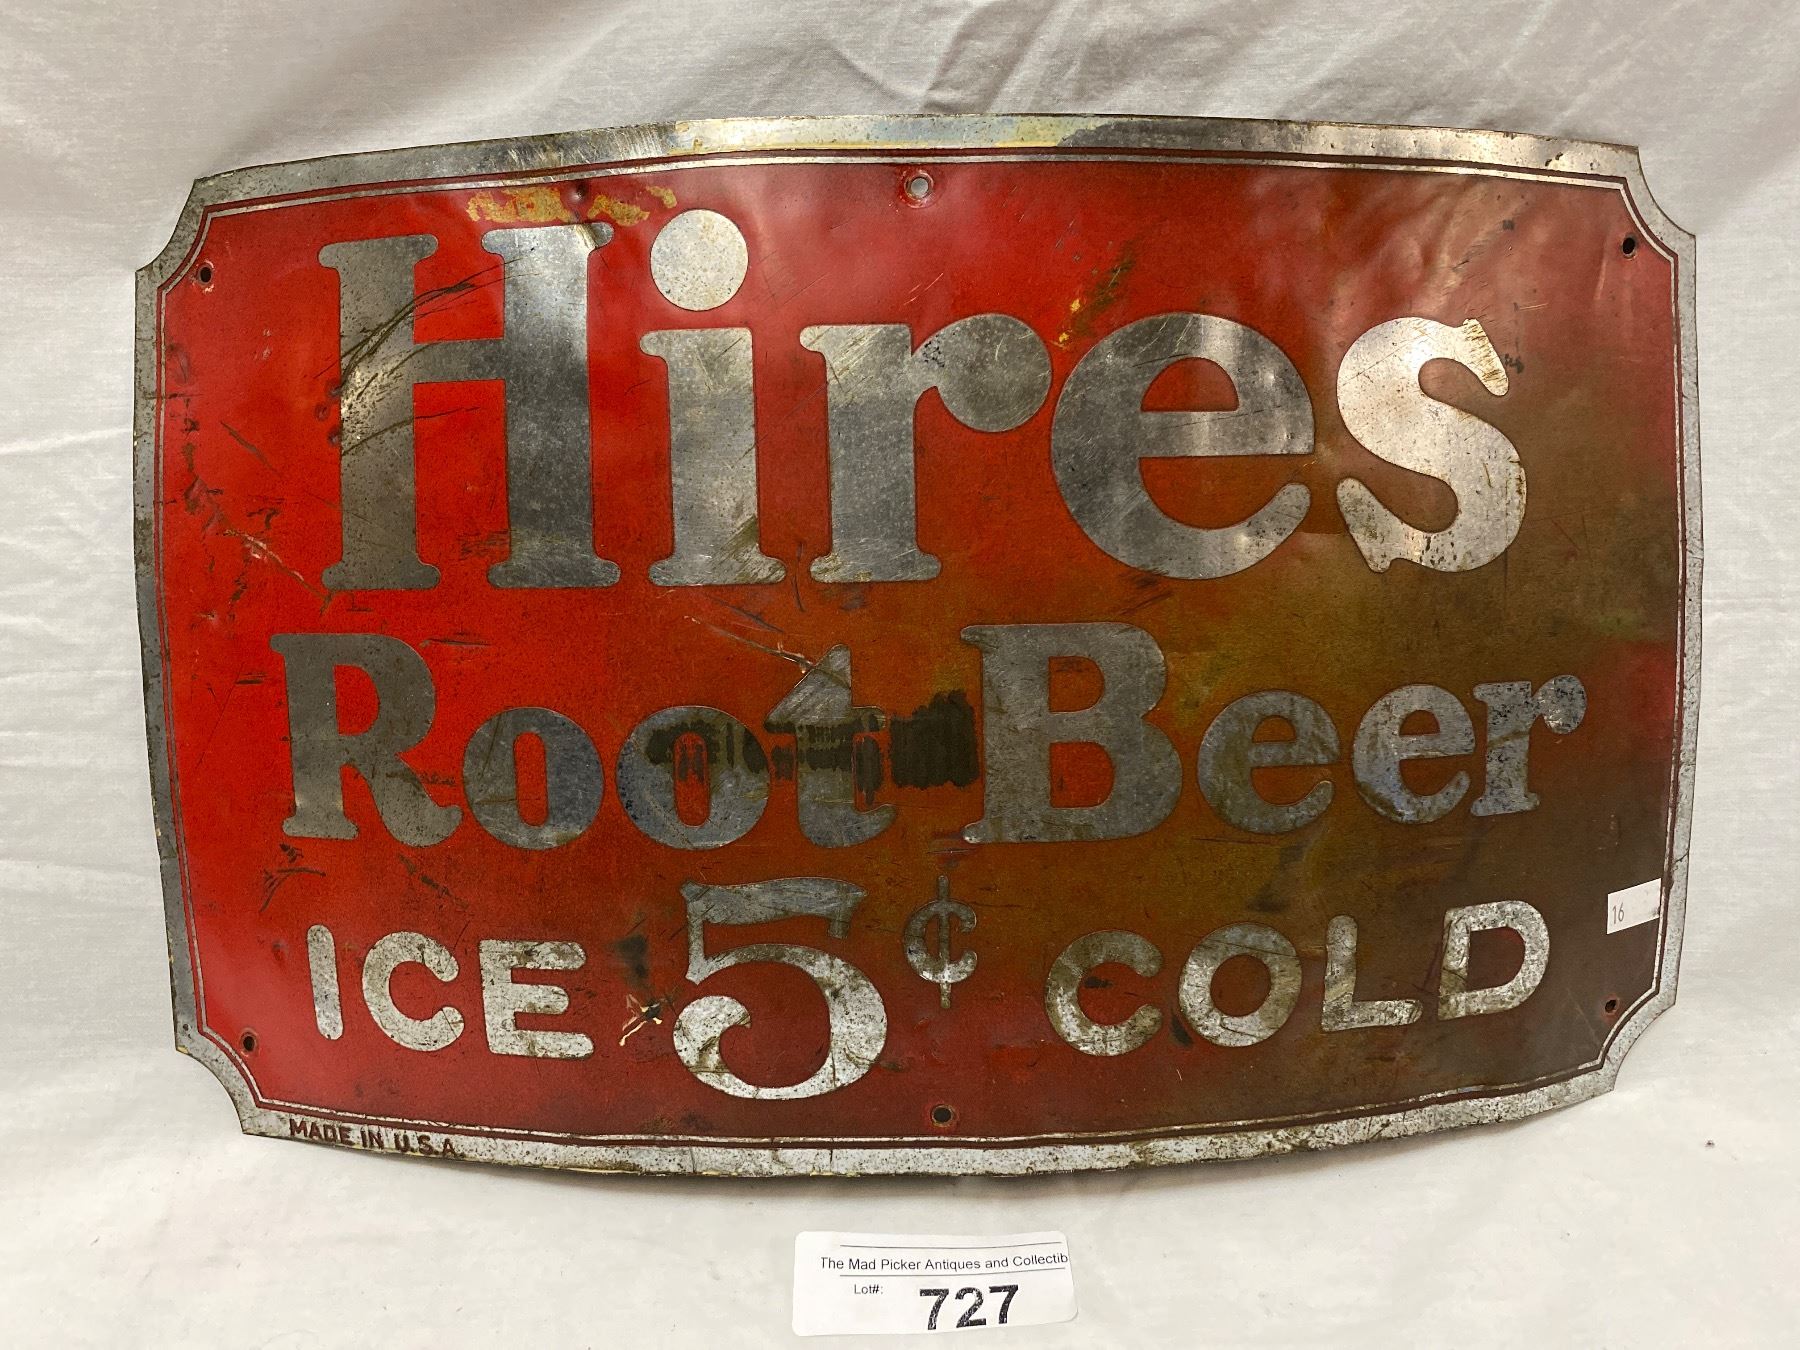 Hires
Root Beer
ICE 5¢ COLD
16
MADE IN U.S.A
The Mad Picker Antiques and Collectib
Lot#:
727